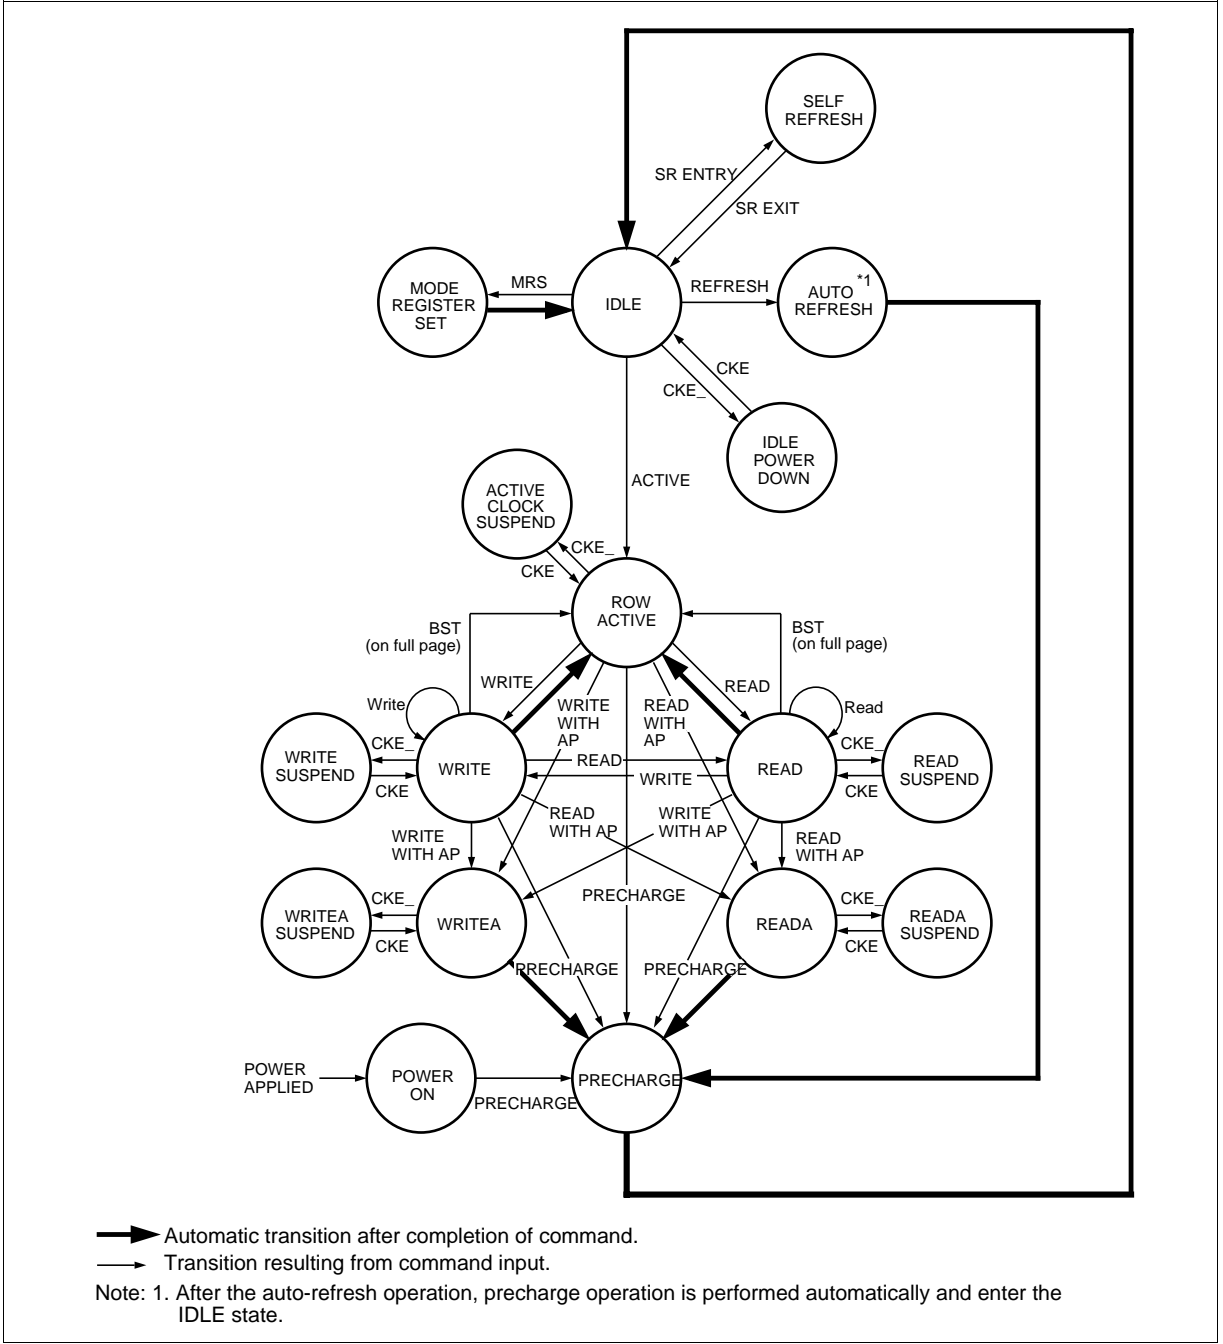 SELF
REFRESH
SR ENTRY
SR EXIT
MODE
REGISTER
SET
MRS
IDLE
REFRESH
*1
AUTO
REFRESH
CKE
CKE_
IDLE
POWER
DOWN
ACTIVE
ACTIVE
CLOCK
SUSPEND
CKE_
CKE
ROW
ACTIVE
BST
(on full page)
BST
(on full page)
WRITE
READ
Write
WRITE
WITH
AP
READ
WITH
AP
Read
WRITE
SUSPEND
CKE_
CKE
WRITE
READ
WRITE
READ
CKE_
CKE
READ
SUSPEND
WRITE
WITH AP
READ
WITH AP
WRITE
WITH AP
READ
WITH AP
WRITEA
SUSPEND
CKE_
CKE
WRITEA
PRECHARGE
READA
CKE_
CKE
READA
SUSPEND
PRECHARGE
PRECHARGE
POWER
APPLIED
POWER
ON
PRECHARGE
PRECHARGE
Automatic transition after completion of command.
Transition resulting from command input.
Note: 1. After the auto-refresh operation, precharge operation is performed automatically and enter the
IDLE state.